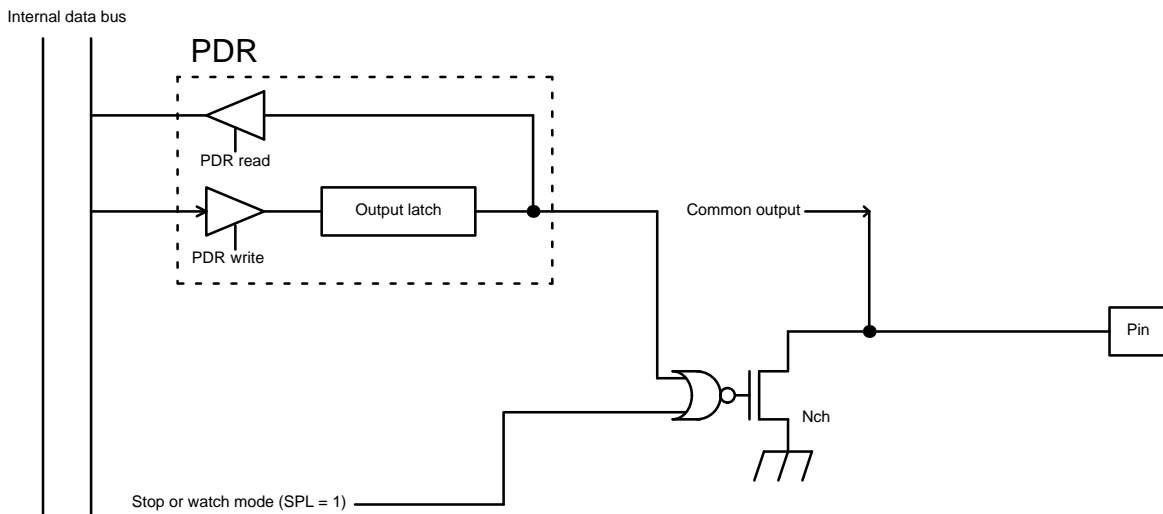 Internal data bus
PDR
PDR read
Output latch
Common output
PDR write
Pin
Nch
Stop or watch mode (SPL = 1)